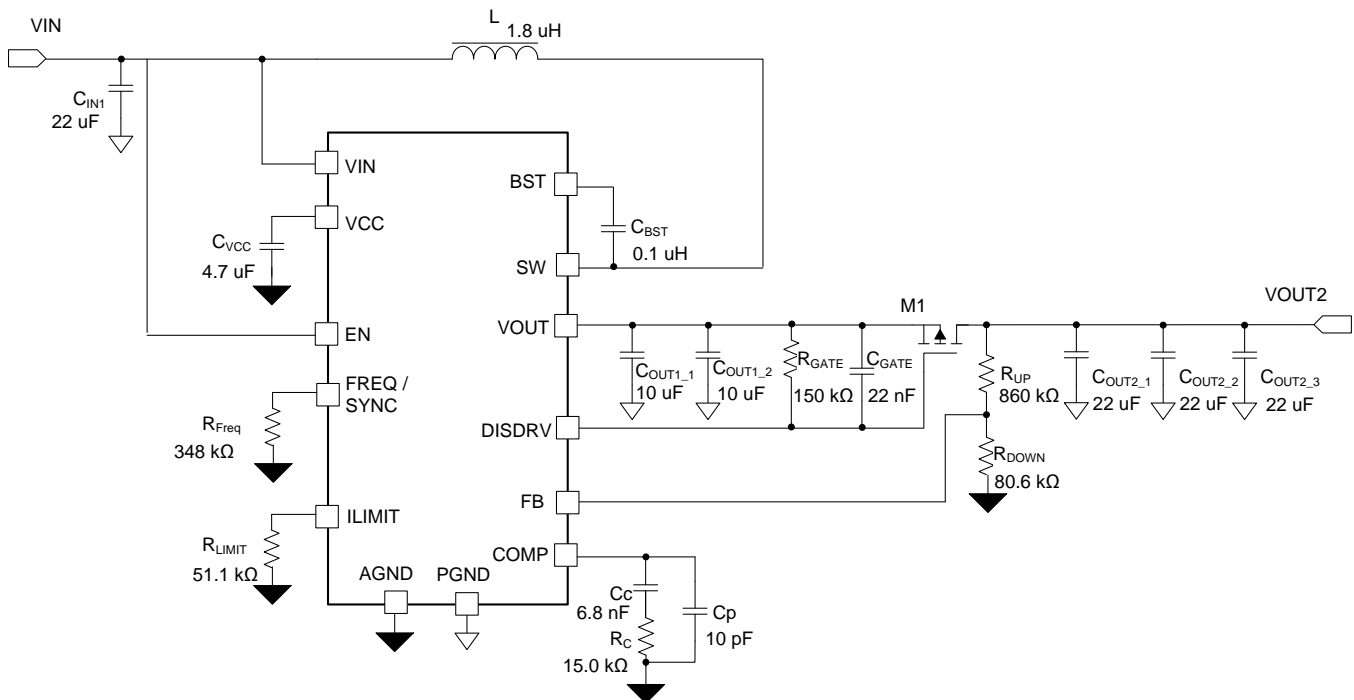 VIN
L
1.8 uH
CIN1
22 uF
VIN
VCC
CVCC
4.7 uF
EN
FREQ /
SYNC
RFreq
348 kΩ
ILIMIT
RLIMIT
51.1 kΩ
AGND
PGND
BST
CBST
0.1 uH
SW
VOUT
DISDRV
FB
COMP
COUT1_1
10 uF
COUT1_2
10 uF
RGATE
150 kΩ
CGATE
22 nF
M1
VOUT2
RUP
860 kΩ
RDOWN
80.6 kΩ
COUT2_1
22 uF
COUT2_2
22 uF
COUT2_3
22 uF
Cc
6.8 nF
RC
15.0 kΩ
Cp
10 pF